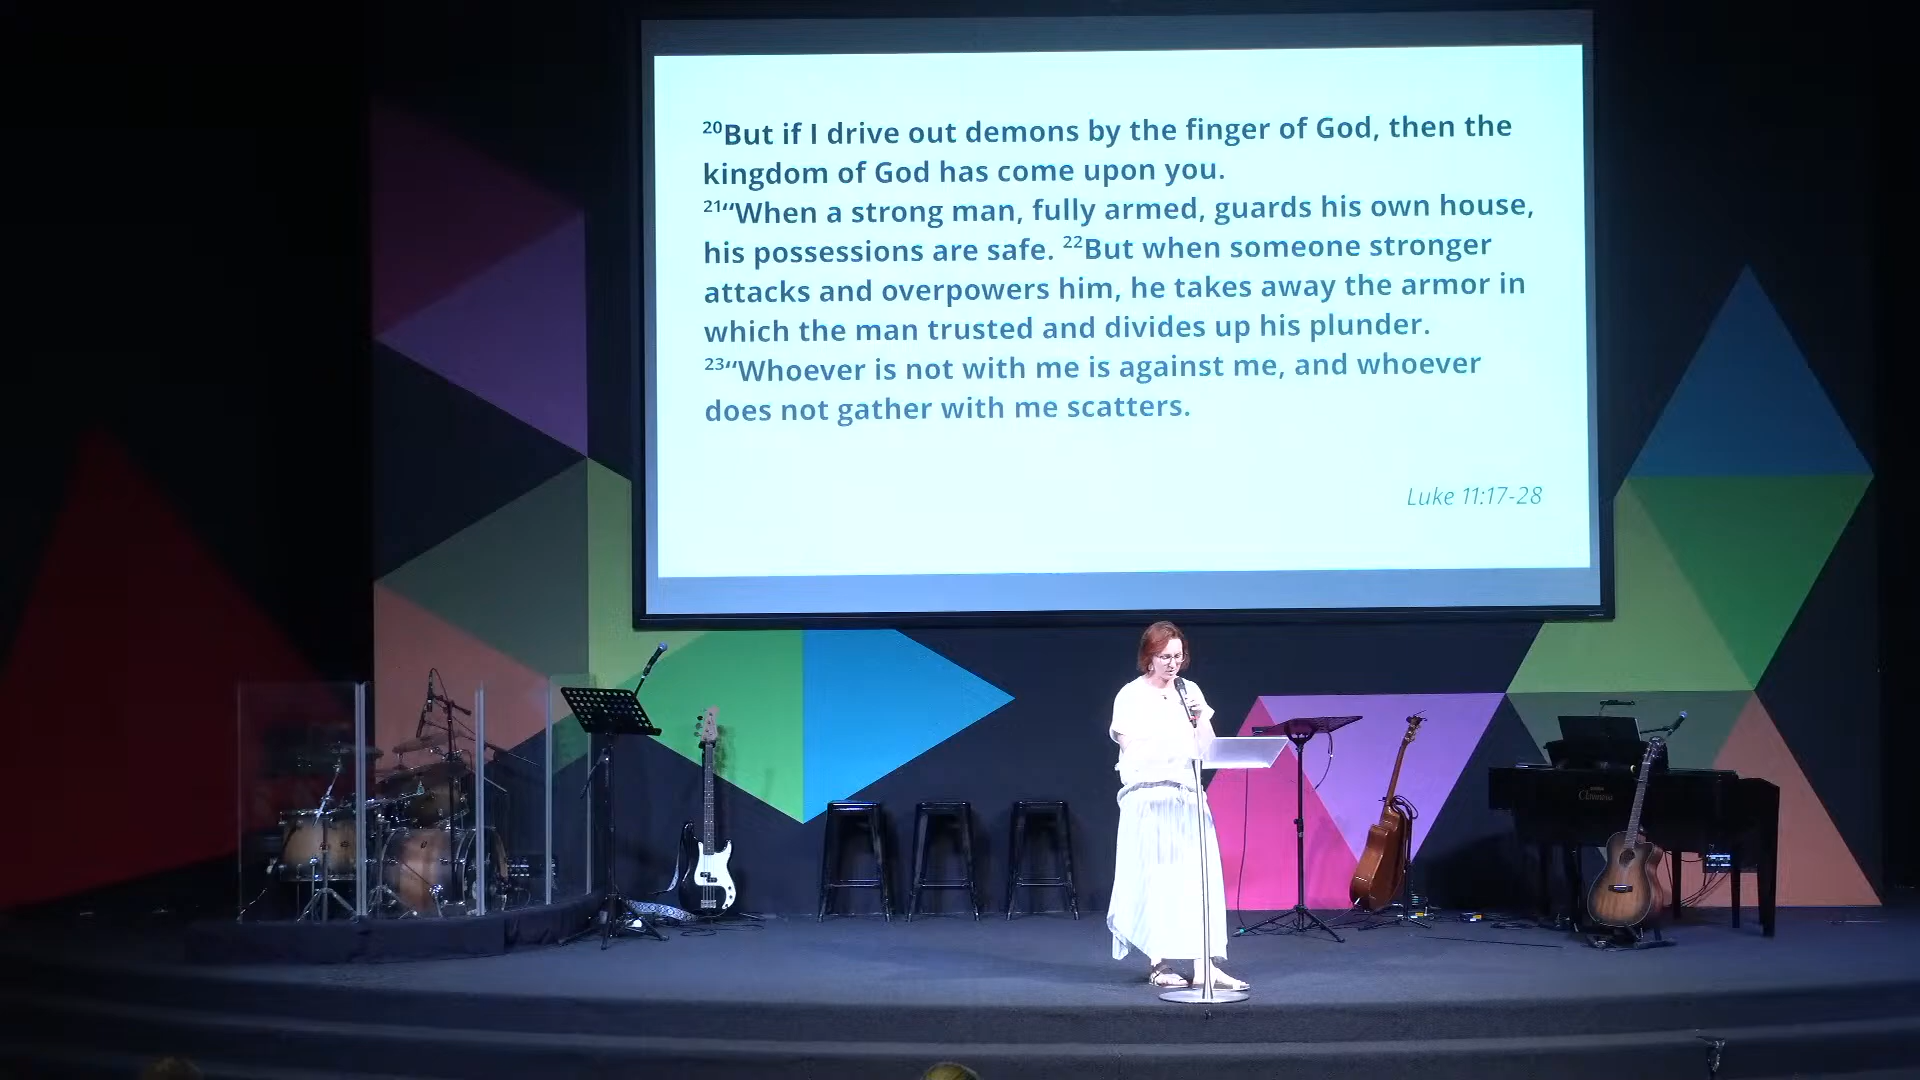 ²⁰But if I drive out demons by the finger of God, then the
kingdom of God has come upon you.
²¹“When a strong man, fully armed, guards his own house,
his possessions are safe. ²²But when someone stronger
attacks and overpowers him, he takes away the armor in
which the man trusted and divides up his plunder.
²³“Whoever is not with me is against me, and whoever
does not gather with me scatters.
Luke 11:17-28
Clavinova